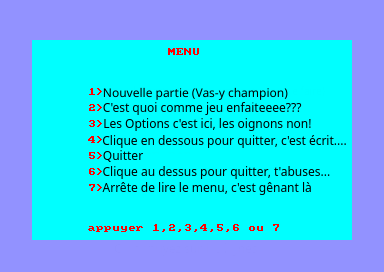 MENU
1>Nouvelle partie (Vas-y champion)
2>C'est quoi comme jeu enfaiteeee???
3>Les Options c'est ici, les oignons non!
4>Clique en dessous pour quitter, c'est écrit....
5>Quitter
6>Clique au dessus pour quitter, t'abuses...
7>Arrête de lire le menu, c'est gênant là
appuyer 1,2,3,4,5,6 ou 7